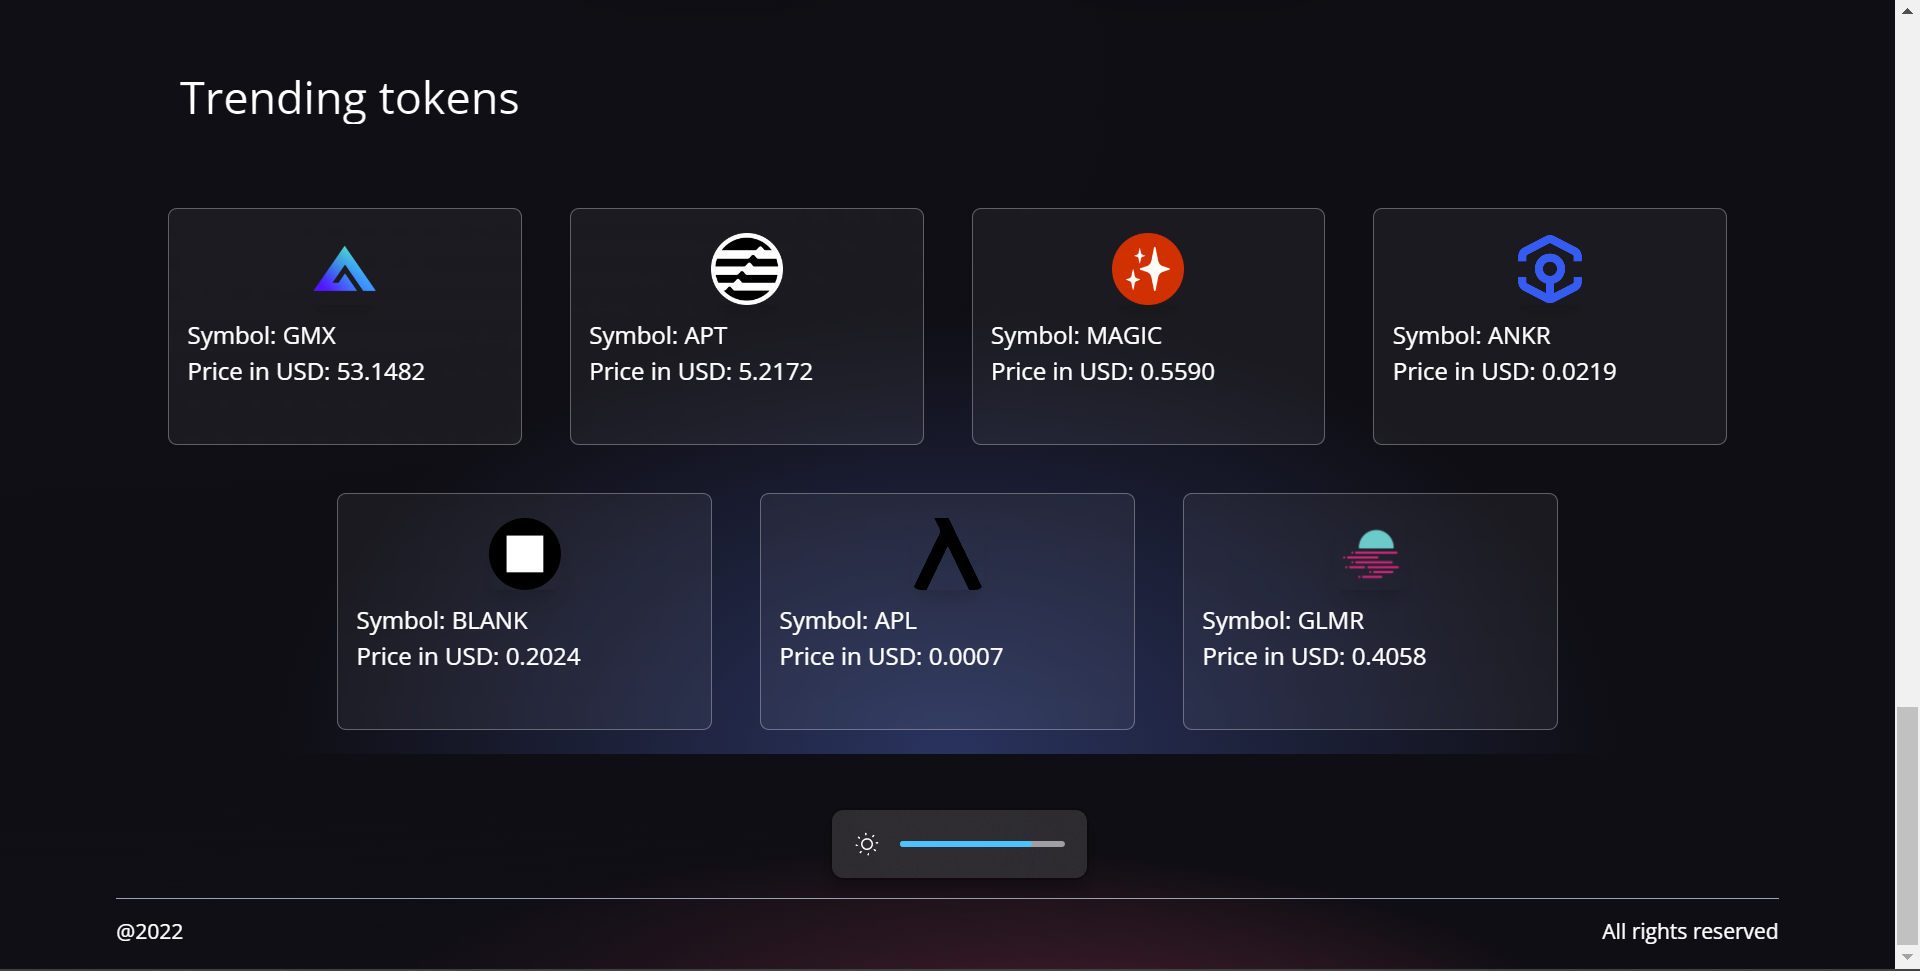 Trending tokens
Symbol: GMX
Price in USD: 53.1482
Symbol: APT
Price in USD: 5.2172
Symbol: MAGIC
Price in USD: 0.5590
Symbol: ANKR
Price in USD: 0.0219
Symbol: BLANK
Price in USD: 0.2024
Symbol: APL
Price in USD: 0.0007
Symbol: GLMR
Price in USD: 0.4058
@2022
All rights reserved